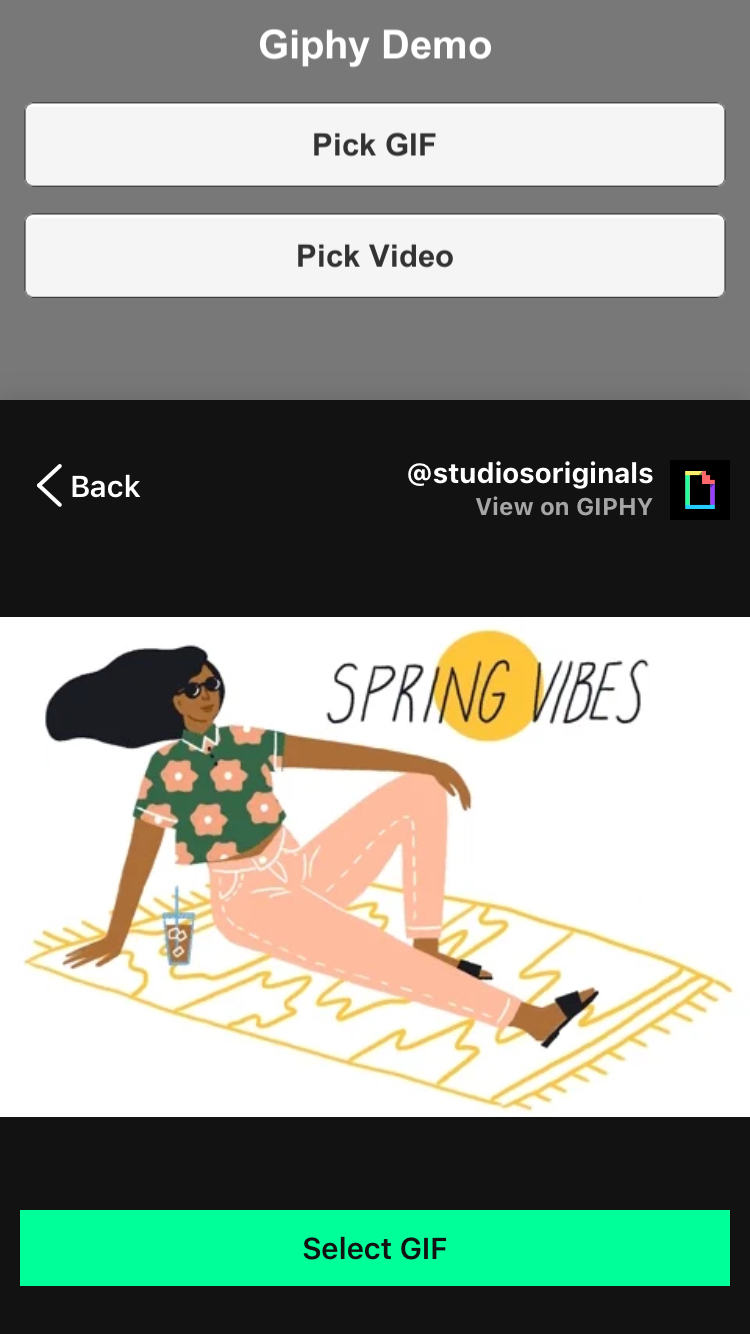 Giphy Demo
Pick GIF
Pick Video
Back
@studiosoriginals
View on GIPHY
SPRING VIBES
Select GIF